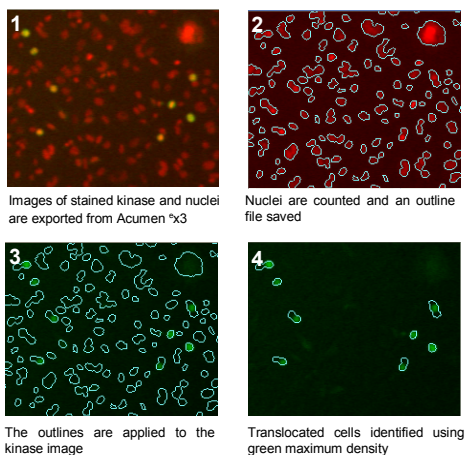 1
2
Images of stained kinase and nuclei
are exported from Acumen ᵉx3
Nuclei are counted and an outline
file saved
3
4
The outlines are applied to the
kinase image
Translocated cells identified using
green maximum density